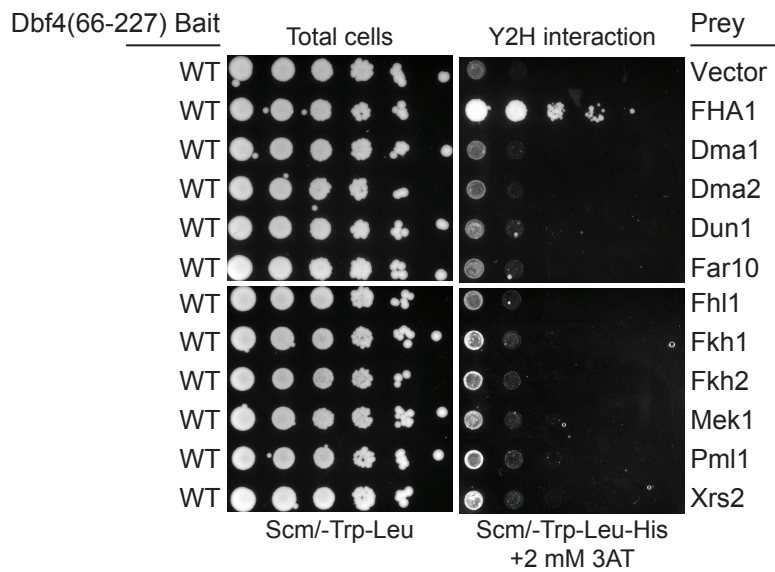 Dbf4(66-227) Bait Total cells Y2H interaction Prey
WT Vector
WT FHA1
WT Dma1
WT Dma2
WT Dun1
WT Far10
WT Fhl1
WT Fkh1
WT Fkh2
WT Mek1
WT Pml1
WT Xrs2
Scm/-Trp-Leu Scm/-Trp-Leu-His
+2 mM 3AT